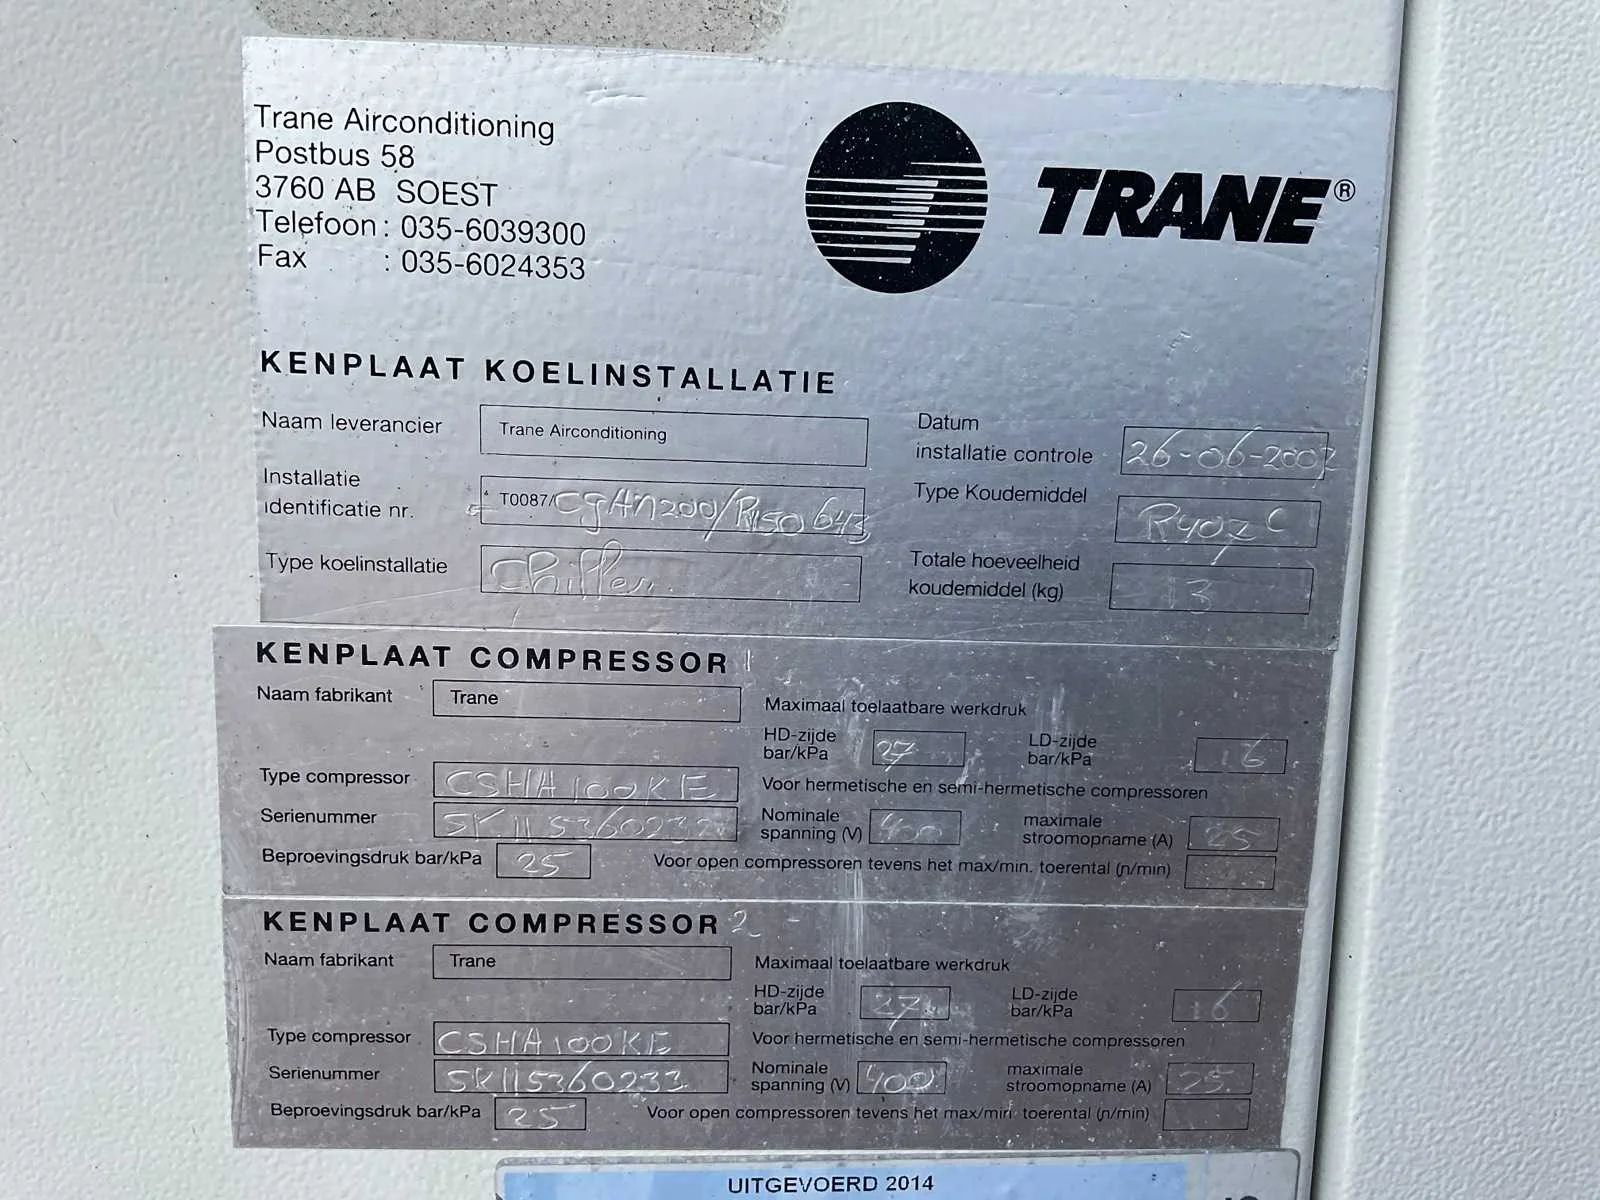 Trane Airconditioning
Postbus 58
3760 AB SOEST
Telefoon : 035-6039300
Fax : 035-6024353
TRANE®
KENPLAAT KOELINSTALLATIE
Naam leverancier Trane Airconditioning
Datum
installatie controle 26-06-2002
Installatie
identificatie nr. T0087/CGAN200/
Type Koudemiddel R407C
Type koelinstallatie Chiller
Totale hoeveelheid
koudemiddel (kg) 13
KENPLAAT COMPRESSOR 1
Naam fabrikant Trane
Maximaal toelaatbare werkdruk
HD-zijde
bar/kPa 27
LD-zijde
bar/kPa 16
Type compressor CSHA100KE
Voor hermetische en semi-hermetische compressoren
Serienummer
Nominale
spanning (V) 400
maximale
stroomopname (A) 25
Beproevingsdruk bar/kPa 25
Voor open compressoren tevens het max/min. toerental (n/min)
KENPLAAT COMPRESSOR 2
Naam fabrikant Trane
Maximaal toelaatbare werkdruk
HD-zijde
bar/kPa 27
LD-zijde
bar/kPa 16
Type compressor CSHA100KE
Voor hermetische en semi-hermetische compressoren
Serienummer 5K115360233
Nominale
spanning (V) 400
maximale
stroomopname (A) 25
Beproevingsdruk bar/kPa 25
Voor open compressoren tevens het max/min. toerental (n/min)
UITGEVOERD 2014